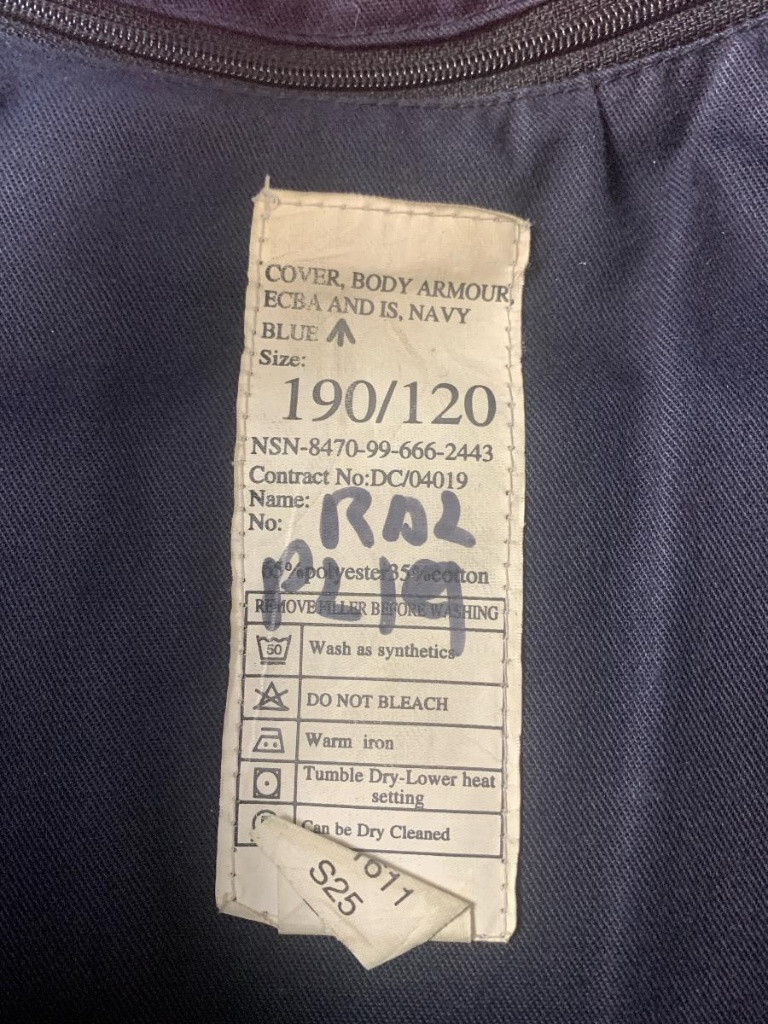 COVER, BODY ARMOUR,
ECBA AND IS, NAVY
BLUE
Size:
190/120
NSN-8470-99-666-2443
Contract No:DC/04019
Name:
No:
PL19
65%polyester35%cotton
REMOVE FILLER BEFORE WASHING
50 Wash as synthetics
DO NOT BLEACH
Warm iron
Tumble Dry-Lower heat
setting
Can be Dry Cleaned
1611
S25